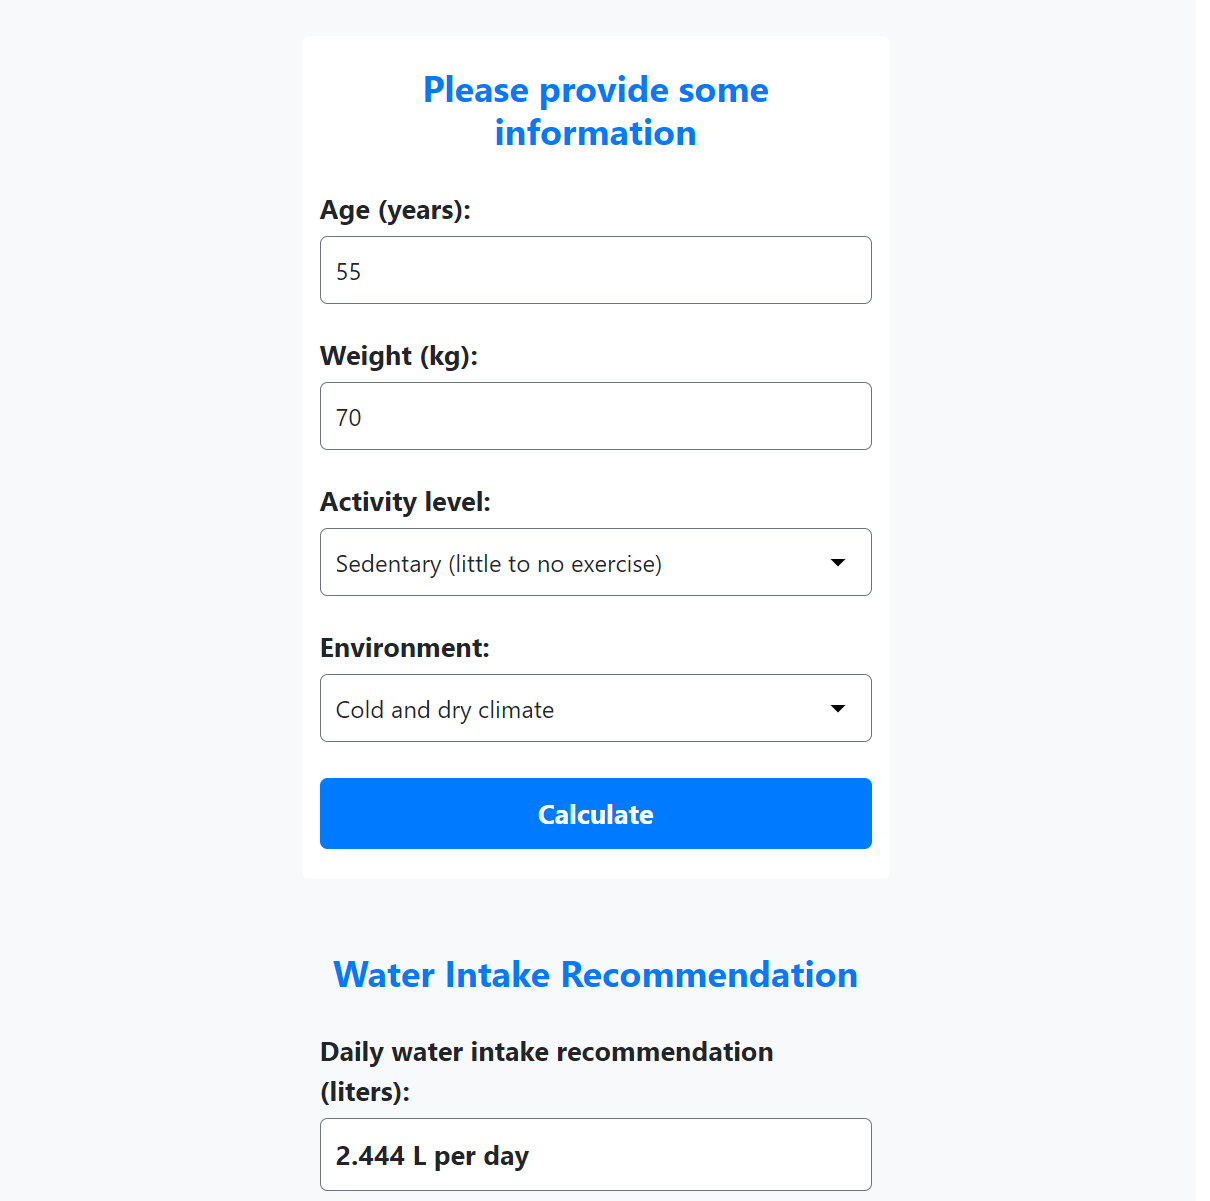 Please provide some
information
Age (years):
55
Weight (kg):
70
Activity level:
Sedentary (little to no exercise)
Environment:
Cold and dry climate
Calculate
Water Intake Recommendation
Daily water intake recommendation
(liters):
2.444 L per day